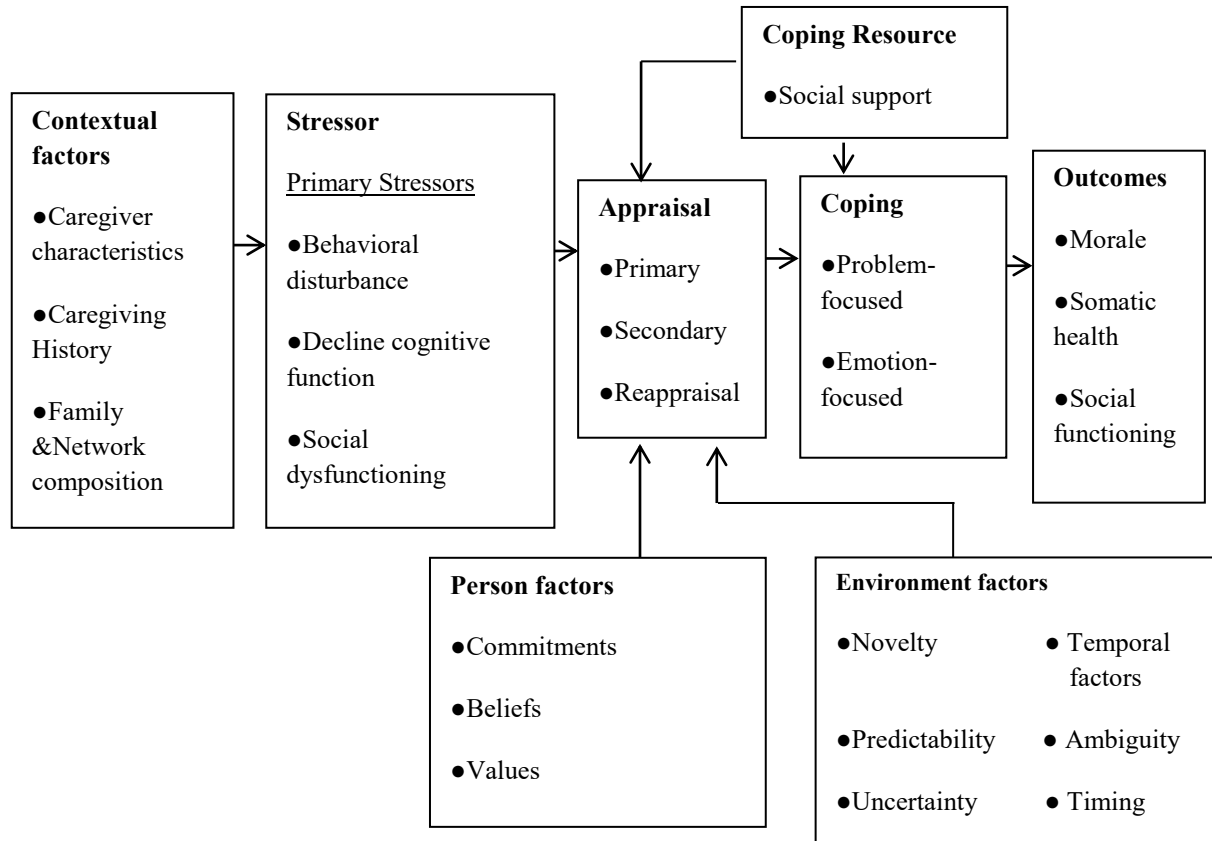 Coping Resource
●Social support
Contextual
factors
●Caregiver
characteristics
●Caregiving
History
●Family
&Network
composition
Stressor
Primary Stressors
●Behavioral
disturbance
●Decline cognitive
function
●Social
dysfunctioning
Appraisal
●Primary
●Secondary
●Reappraisal
Coping
●Problem-
focused
●Emotion-
focused
Outcomes
●Morale
●Somatic
health
●Social
functioning
Person factors
●Commitments
●Beliefs
●Values
Environment factors
●Novelty
● Temporal
factors
●Predictability
● Ambiguity
●Uncertainty
● Timing